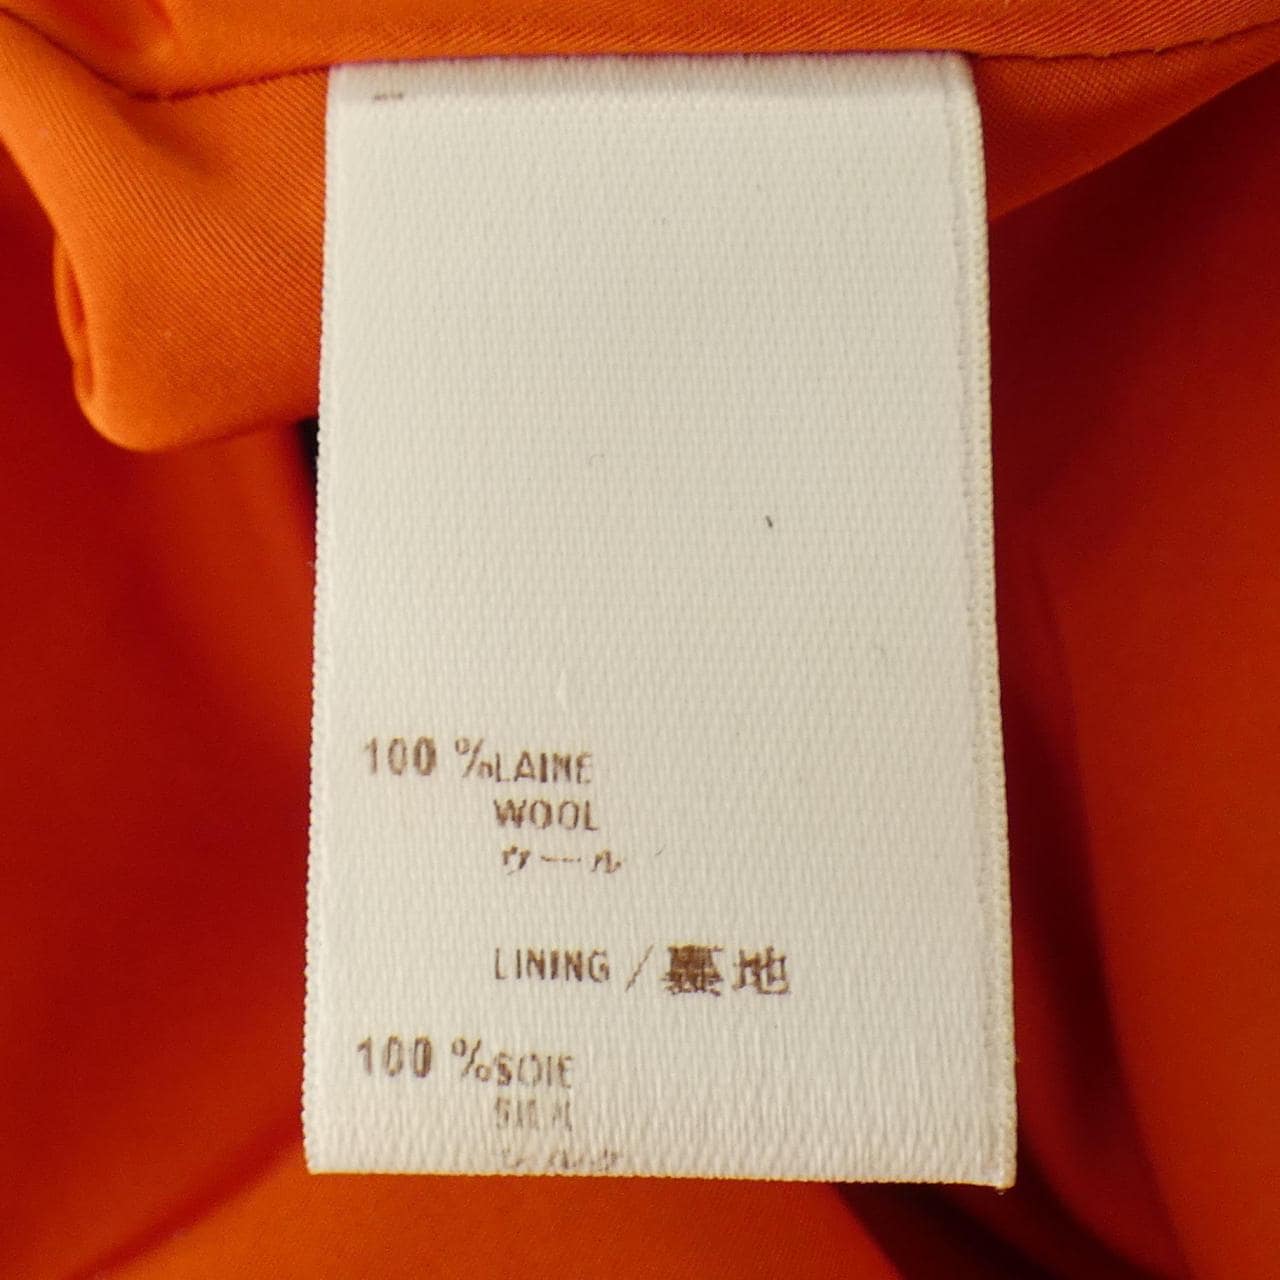 100 %LAINE
WOOL
ウール
LINING / 裏地
100 %SOIE
SILK